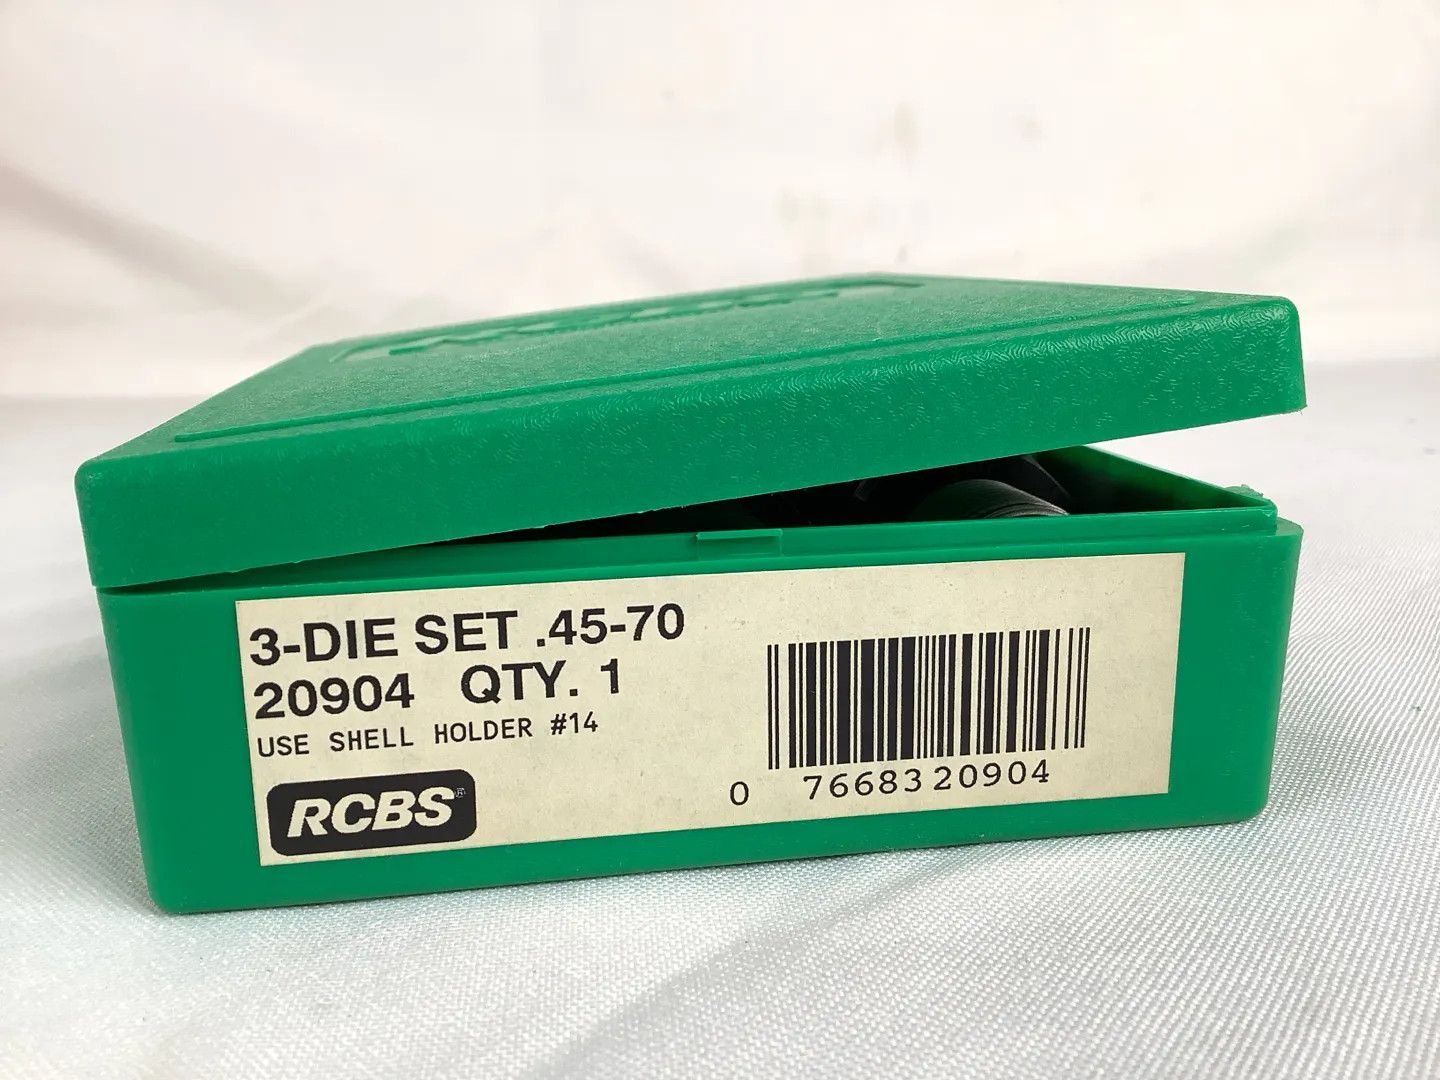 3-DIE SET .45-70
20904 QTY. 1
USE SHELL HOLDER #14
RCBS®
0 76683 20904